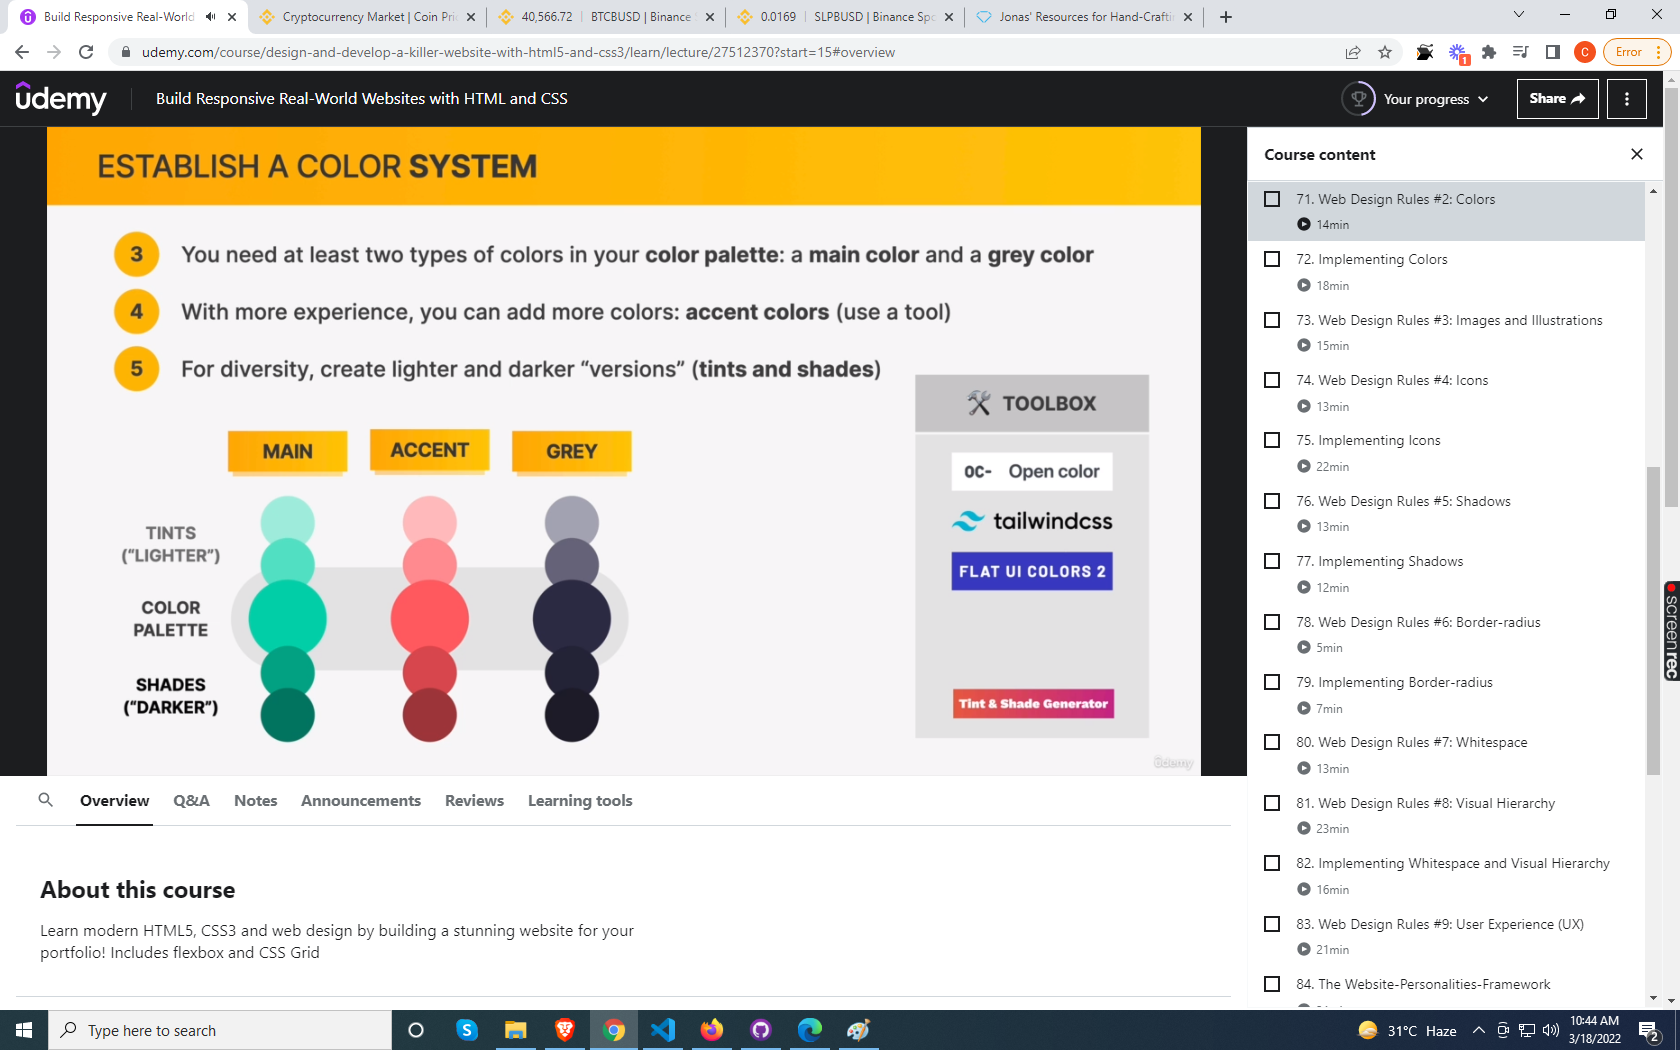 Build Responsive Real-World
Cryptocurrency Market | Coin Pri
40,566.72 | BTCBUSD | Binance
0.0169 | SLPBUSD | Binance Spo
Jonas' Resources for Hand-Crafti
udemy.com/course/design-and-develop-a-killer-website-with-html5-and-css3/learn/lecture/27512370?start=15#overview
1
C
Error
udemy
Build Responsive Real-World Websites with HTML and CSS
Your progress
Share
ESTABLISH A COLOR SYSTEM
3 You need at least two types of colors in your color palette: a main color and a grey color
4 With more experience, you can add more colors: accent colors (use a tool)
5 For diversity, create lighter and darker “versions” (tints and shades)
MAIN
ACCENT
GREY
TINTS
(“LIGHTER”)
COLOR
PALETTE
SHADES
(“DARKER”)
TOOLBOX
OC- Open color
tailwindcss
FLAT UI COLORS 2
Tint & Shade Generator
udemy
Course content
71. Web Design Rules #2: Colors
14min
72. Implementing Colors
18min
73. Web Design Rules #3: Images and Illustrations
15min
74. Web Design Rules #4: Icons
13min
75. Implementing Icons
22min
76. Web Design Rules #5: Shadows
13min
77. Implementing Shadows
12min
78. Web Design Rules #6: Border-radius
5min
79. Implementing Border-radius
7min
80. Web Design Rules #7: Whitespace
13min
81. Web Design Rules #8: Visual Hierarchy
23min
82. Implementing Whitespace and Visual Hierarchy
16min
83. Web Design Rules #9: User Experience (UX)
21min
84. The Website-Personalities-Framework
screenrec
Overview
Q&A
Notes
Announcements
Reviews
Learning tools
About this course
Learn modern HTML5, CSS3 and web design by building a stunning website for your
portfolio! Includes flexbox and CSS Grid
Type here to search
31°C Haze
10:44 AM
3/18/2022
2